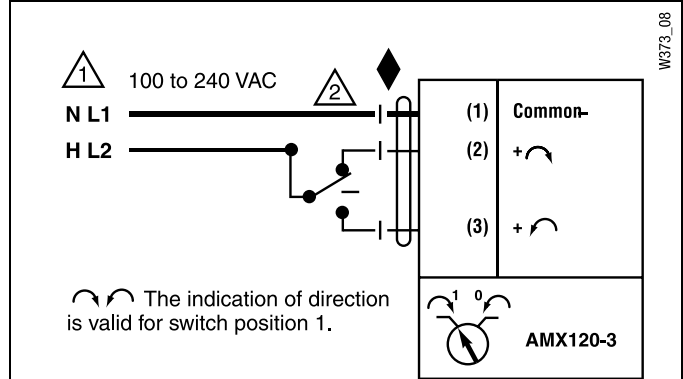 W373_08
1 100 to 240 VAC 2
N L1
H L2
(1) Common–
(2) +
(3) +
The indication of direction
is valid for switch position 1.
1 0
AMX120-3